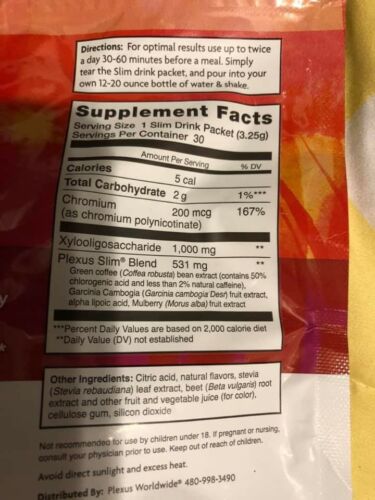 Directions: For optimal results use up to twice
a day 30-60 minutes before a meal. Simply
tear the Slim drink packet, and pour into your
own 12-20 ounce bottle of water & shake.
Supplement Facts
Serving Size 1 Slim Drink Packet (3.25g)
Servings Per Container 30
Amount Per Serving % DV
Calories 5 cal
Total Carbohydrate 2 g 1%***
Chromium 200 mcg 167%
(as chromium polynicotinate)
Xylooligosaccharide 1,000 mg **
Plexus Slim® Blend 531 mg **
Green coffee (Coffea robusta) bean extract (contains 50%
chlorogenic acid and less than 2% natural caffeine),
Garcinia Cambogia (Garcinia cambogia Desr) fruit extract,
alpha lipoic acid, Mulberry (Morus alba) fruit extract
***Percent Daily Values are based on 2,000 calorie diet
**Daily Value (DV) not established
y
*
Other Ingredients: Citric acid, natural flavors, stevia
(Stevia rebaudiana) leaf extract, beet (Beta vulgaris) root
extract and other fruit and vegetable juice (for color),
cellulose gum, silicon dioxide
Not recommended for use by children under 18. If pregnant or nursing,
consult your physician prior to use. Keep out of reach of children.
Avoid direct sunlight and excess heat.
Distributed By: Plexus Worldwide® 480-998-3490